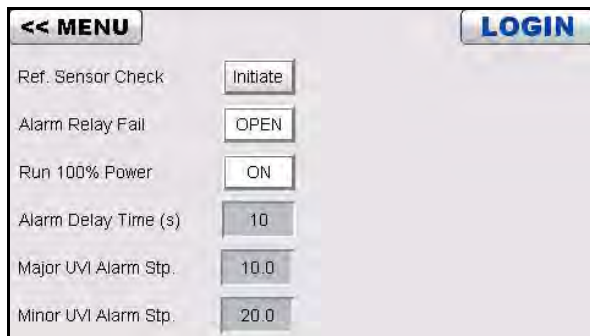 << MENU LOGIN
Ref. Sensor Check Initiate
Alarm Relay Fail OPEN
Run 100% Power ON
Alarm Delay Time (s) 10
Major UVI Alarm Stp. 10.0
Minor UVI Alarm Stp. 20.0